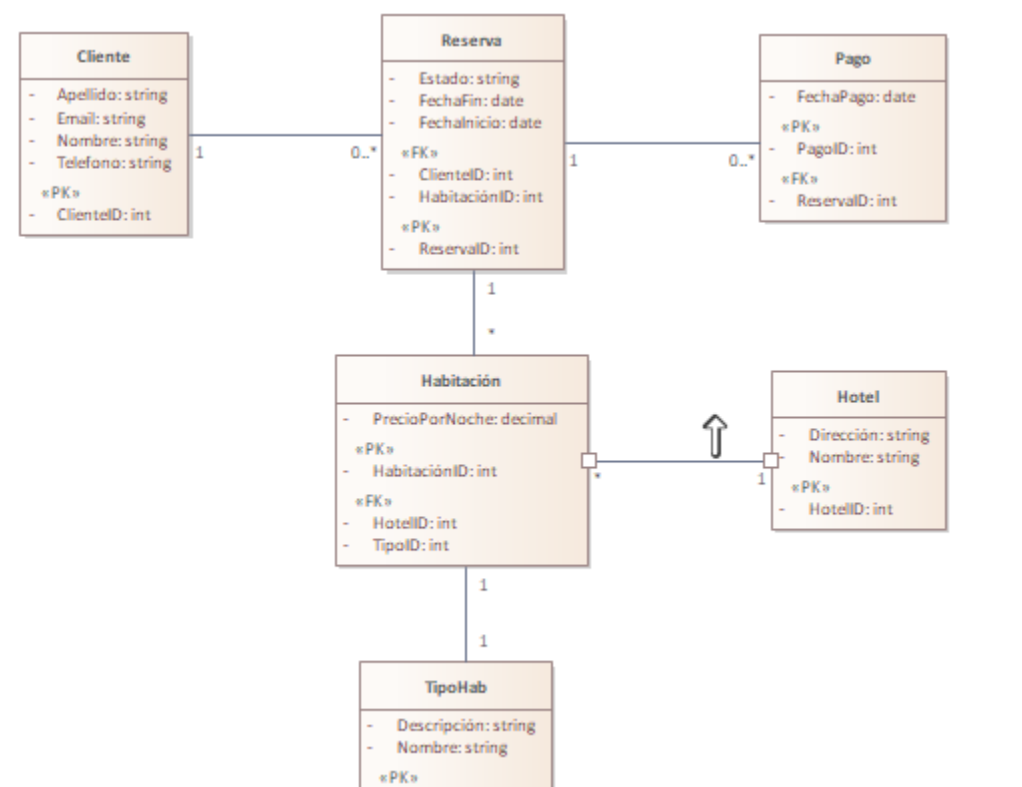 Cliente
- Apellido: string
- Email: string
- Nombre: string
- Telefono: string
«PK»
- ClienteID: int
1
0..*
Reserva
- Estado: string
- FechaFin: date
- FechaInicio: date
«FK»
- ClienteID: int
- HabitaciónID: int
«PK»
- ReservaID: int
1
0..*
Pago
- FechaPago: date
«PK»
- PagoID: int
«FK»
- ReservaID: int
1
*
Habitación
- PrecioPorNoche: decimal
«PK»
- HabitaciónID: int
«FK»
- HotelID: int
- TipoID: int
*
1
Hotel
- Dirección: string
- Nombre: string
«PK»
- HotelID: int
1
1
TipoHab
- Descripción: string
- Nombre: string
«PK»